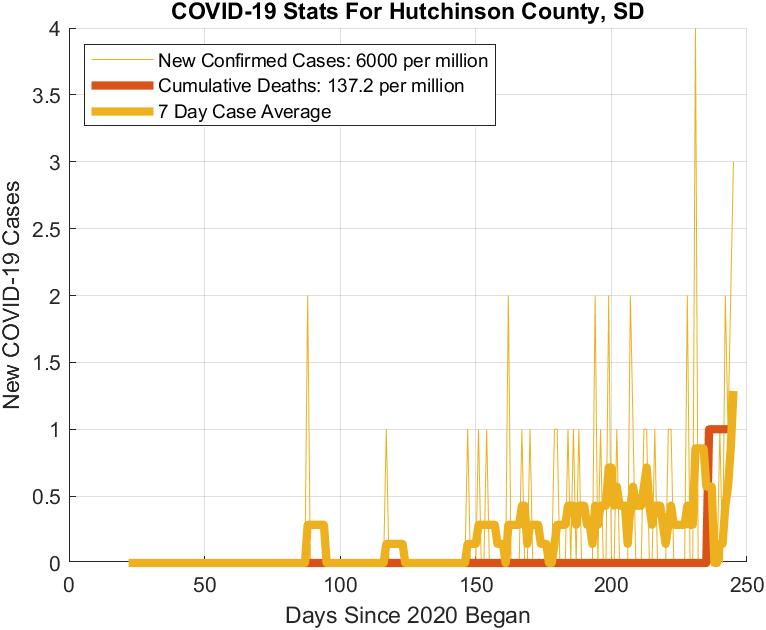 COVID-19 Stats For Hutchinson County, SD
New Confirmed Cases: 6000 per million
Cumulative Deaths: 137.2 per million
7 Day Case Average
New COVID-19 Cases
4
3.5
3
2.5
2
1.5
1
0.5
0
0 50 100 150 200 250
Days Since 2020 Began